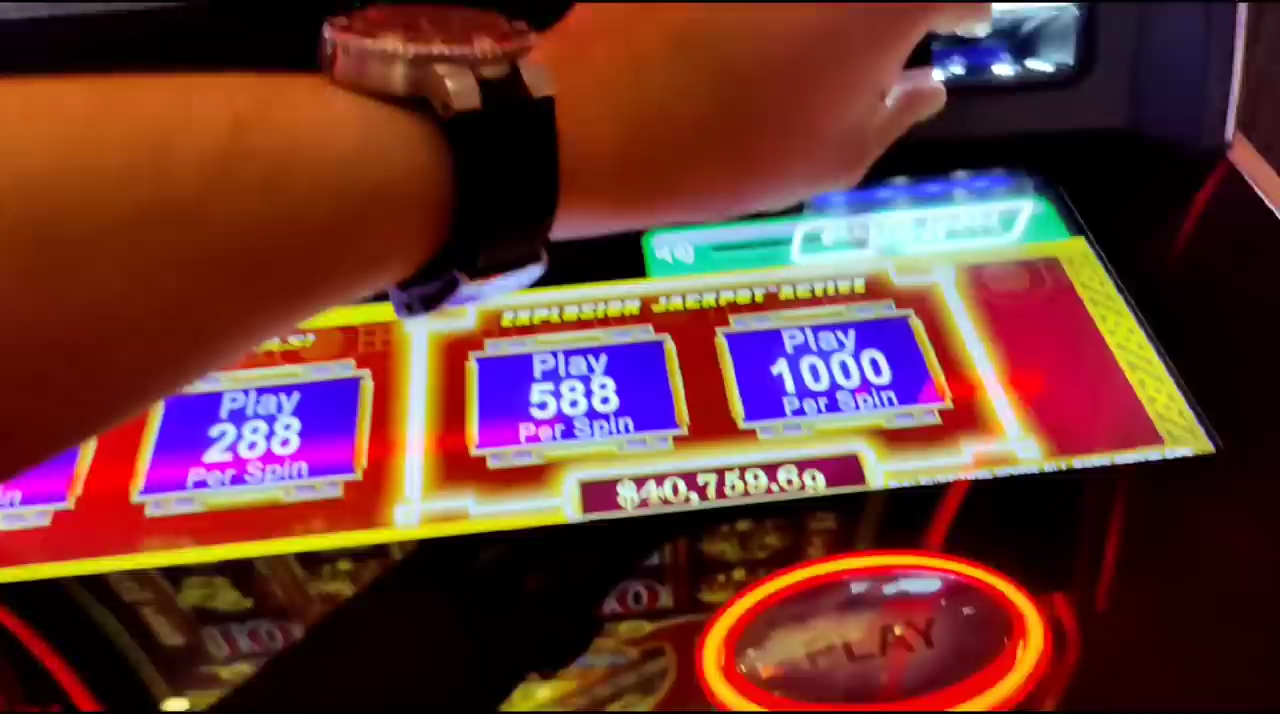 EXPLOSION JACKPOT ACTIVE
Play
288
Per Spin
Play
588
Per Spin
Play
1000
Per Spin
$40,759.69
PLAY